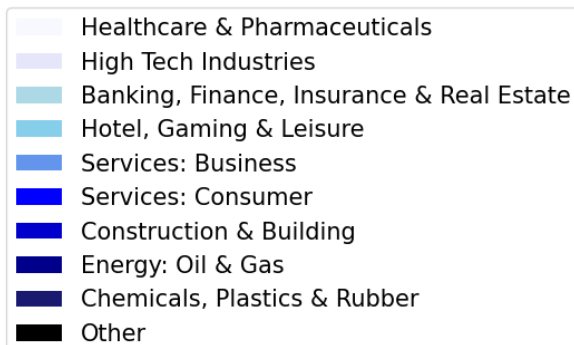 Healthcare & Pharmaceuticals
High Tech Industries
Banking, Finance, Insurance & Real Estate
Hotel, Gaming & Leisure
Services: Business
Services: Consumer
Construction & Building
Energy: Oil & Gas
Chemicals, Plastics & Rubber
Other